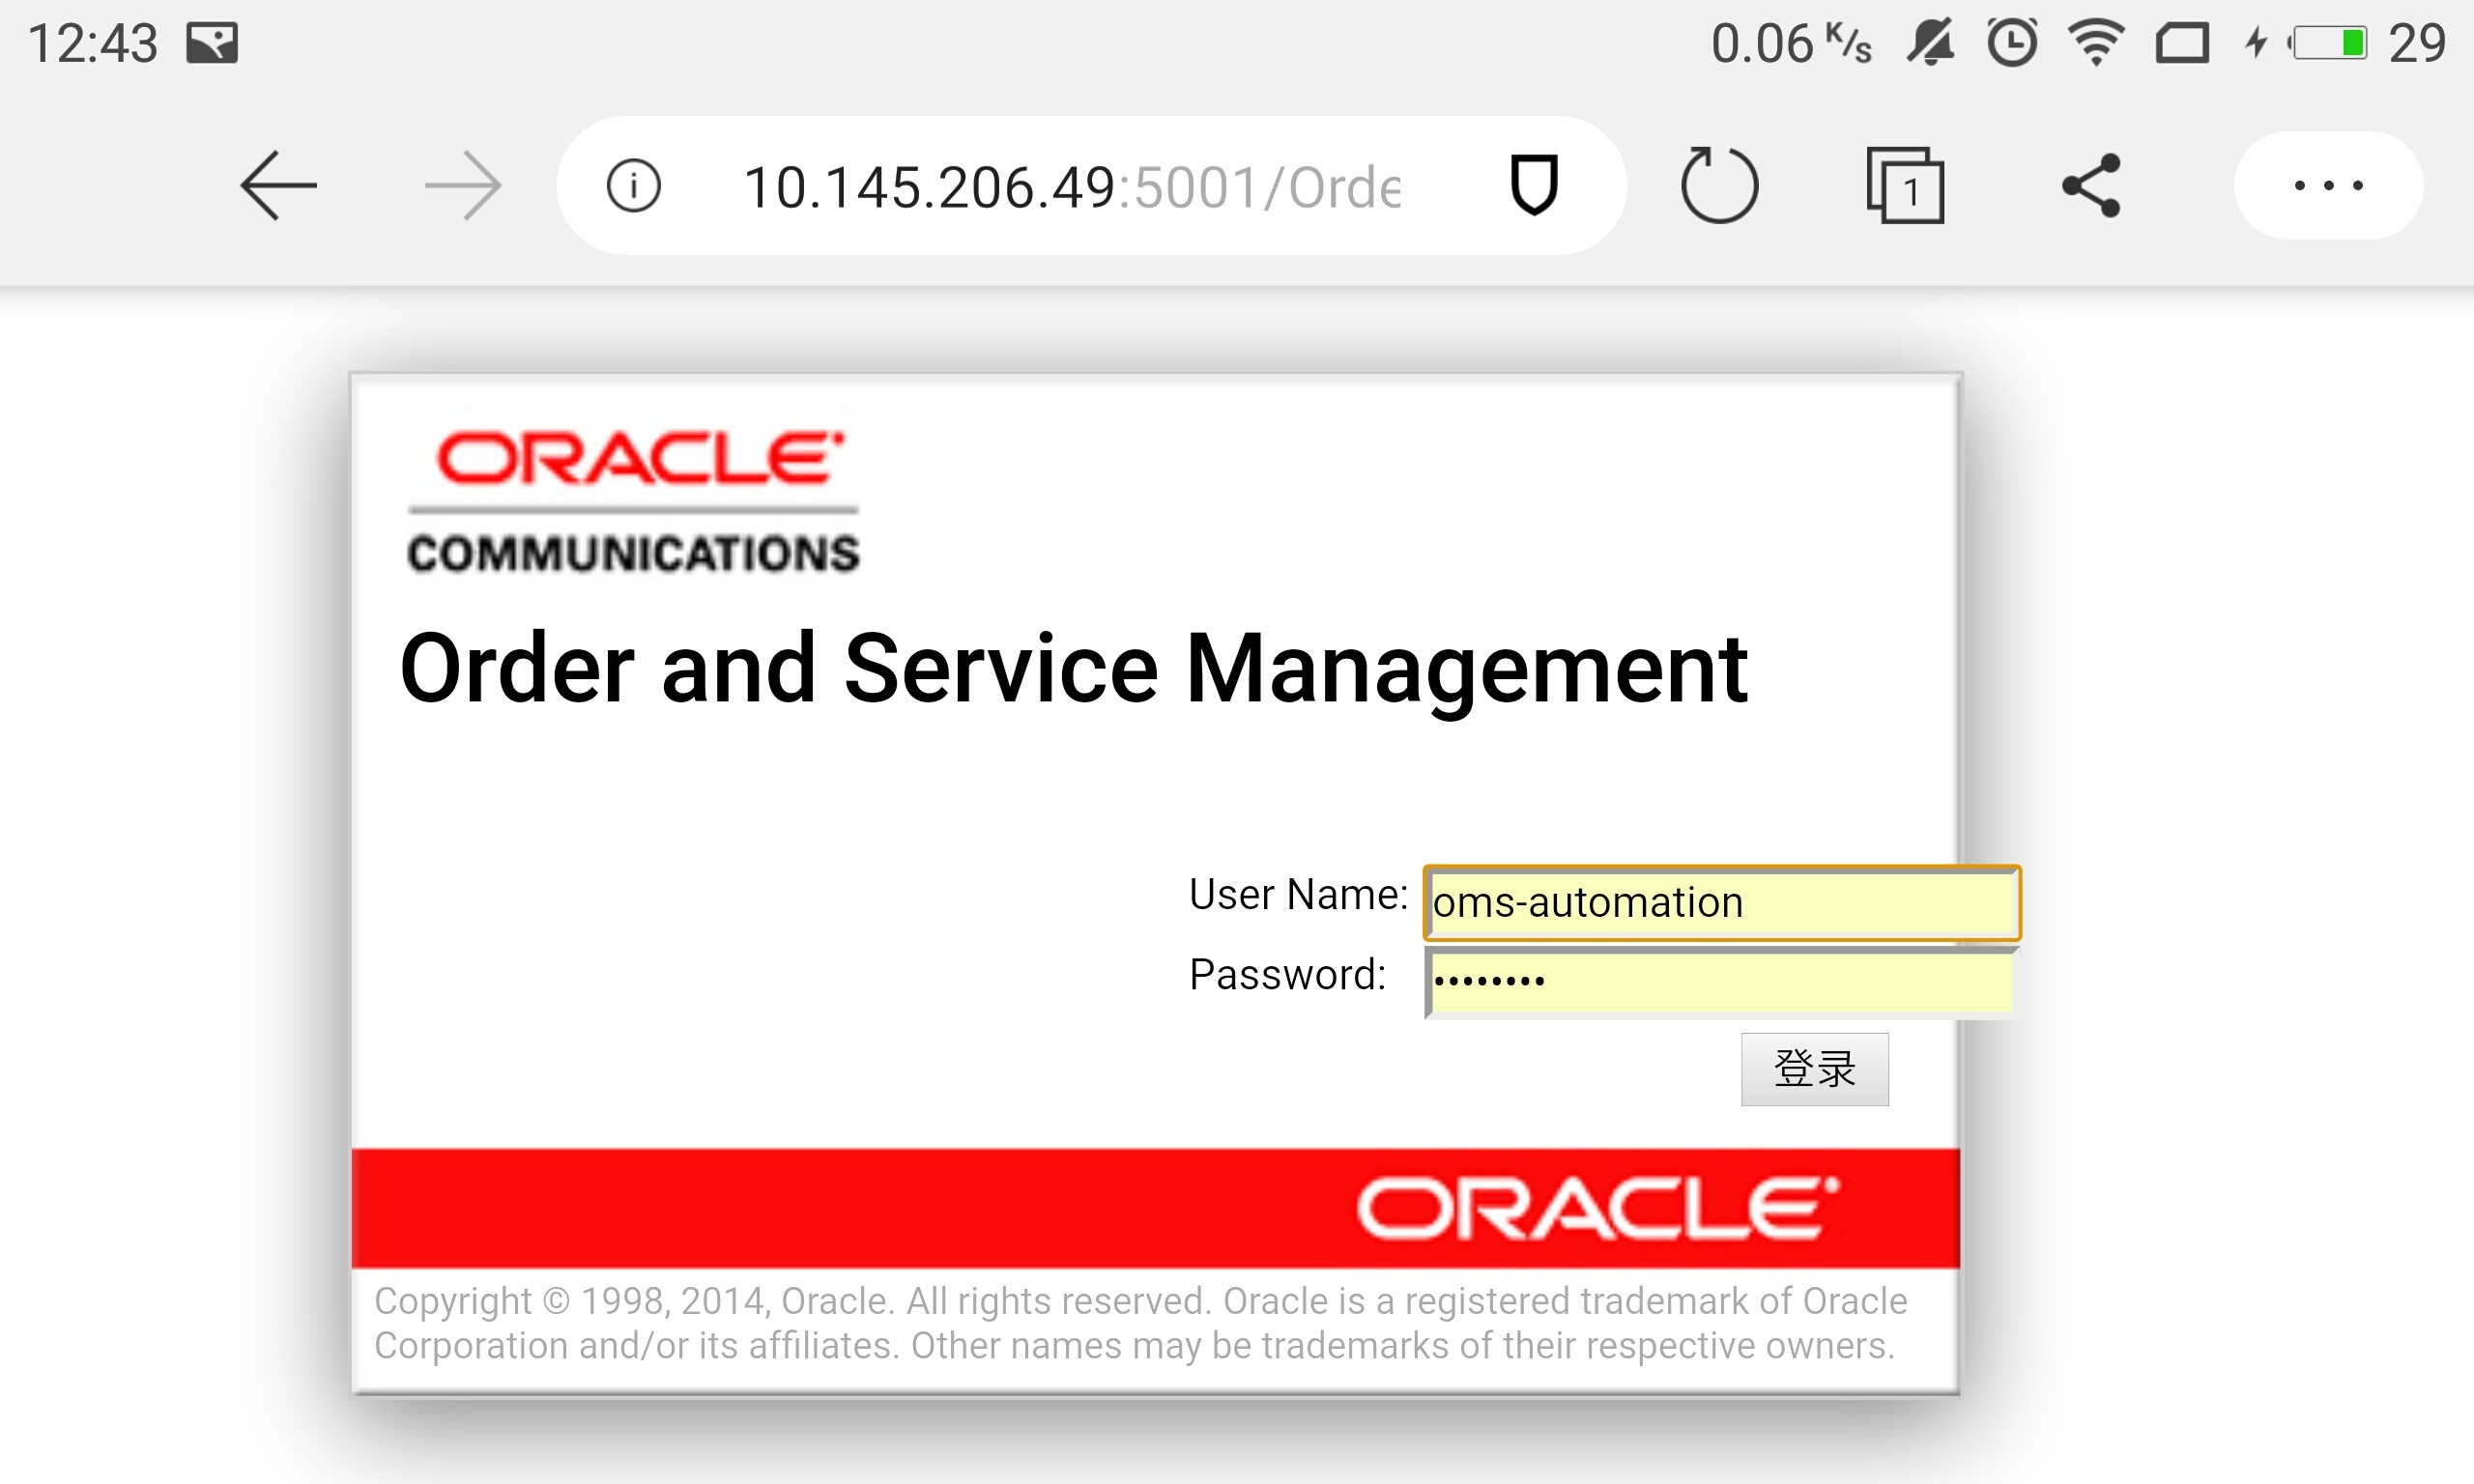 12:43
0.06 K/s
29
10.145.206.49:5001/Orde
1
ORACLE
COMMUNICATIONS
Order and Service Management
User Name: oms-automation
Password: ••••••••
登录
ORACLE
Copyright © 1998, 2014, Oracle. All rights reserved. Oracle is a registered trademark of Oracle
Corporation and/or its affiliates. Other names may be trademarks of their respective owners.